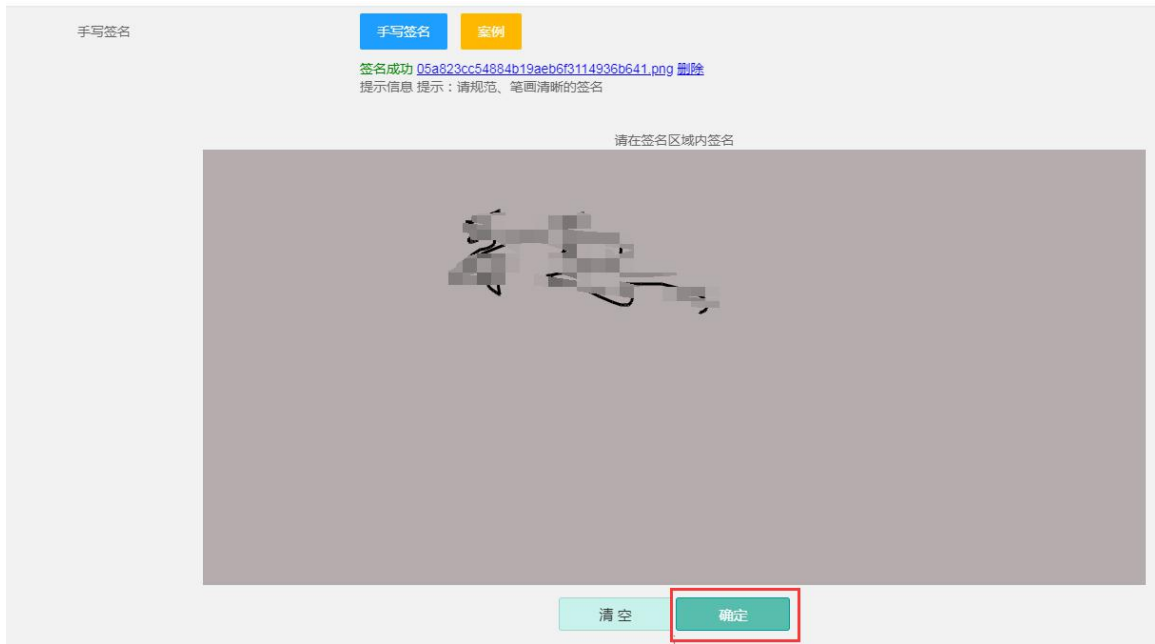 手写签名 手写签名 案例
签名成功 05a823cc54884b19aeb6f3114936b641.png 删除
提示信息 提示：请规范、笔画清晰的签名
请在签名区域内签名
清空 确定